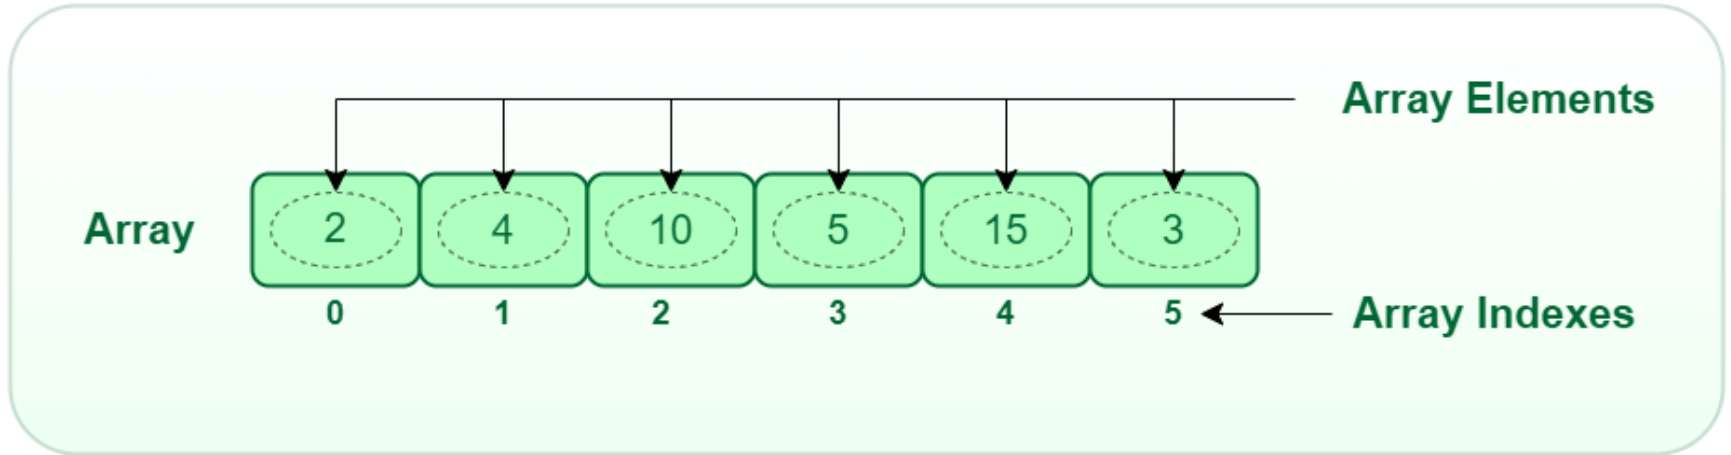 Array Elements
Array 2 4 10 5 15 3
0 1 2 3 4 5 Array Indexes